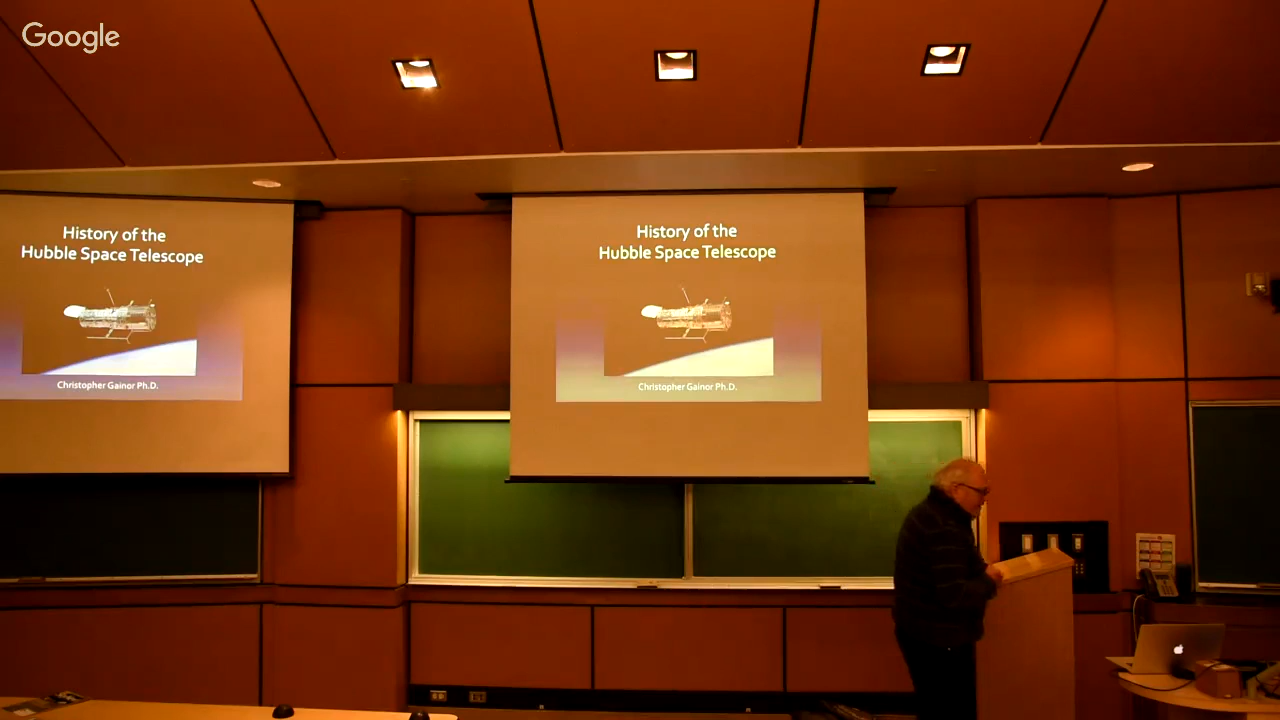 Google
History of the
Hubble Space Telescope
Christopher Gainor Ph.D.
History of the
Hubble Space Telescope
Christopher Gainor Ph.D.